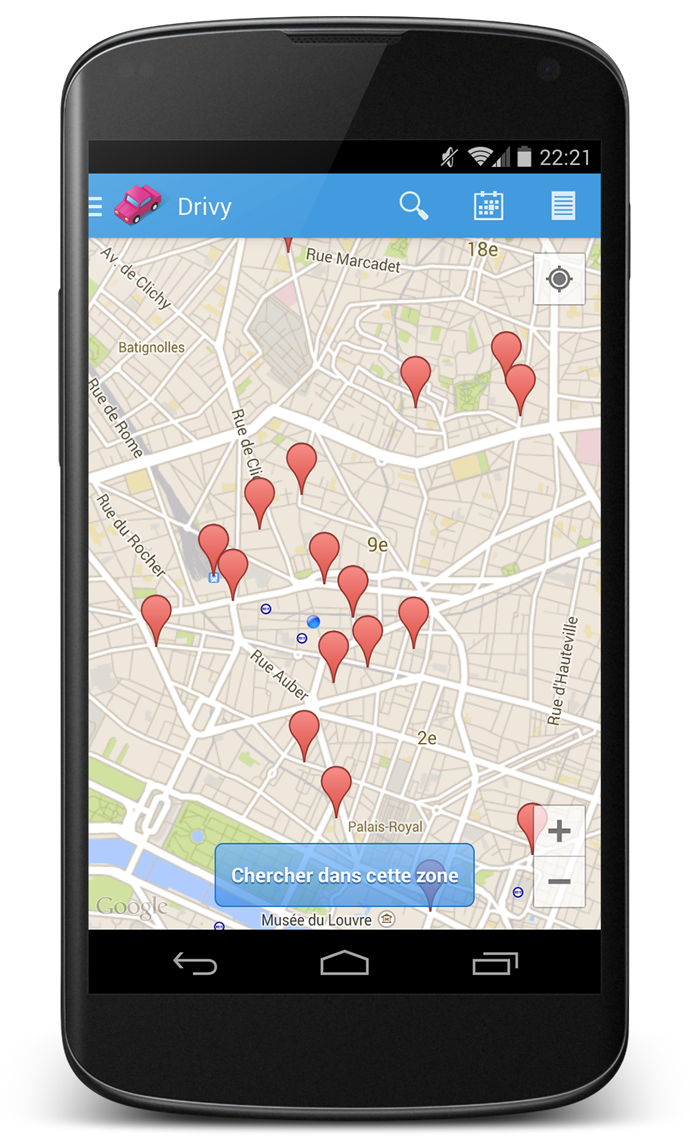 22:21
Drivy
18e
Rue Marcadet
Av. de Clichy
Batignolles
Rue de Rome
Rue de Cli
Rue du Rocher
9e
Rue Auber
Rue d'Hauteville
2e
Palais-Royal
+
Chercher dans cette zone
−
Google
Musée du Louvre